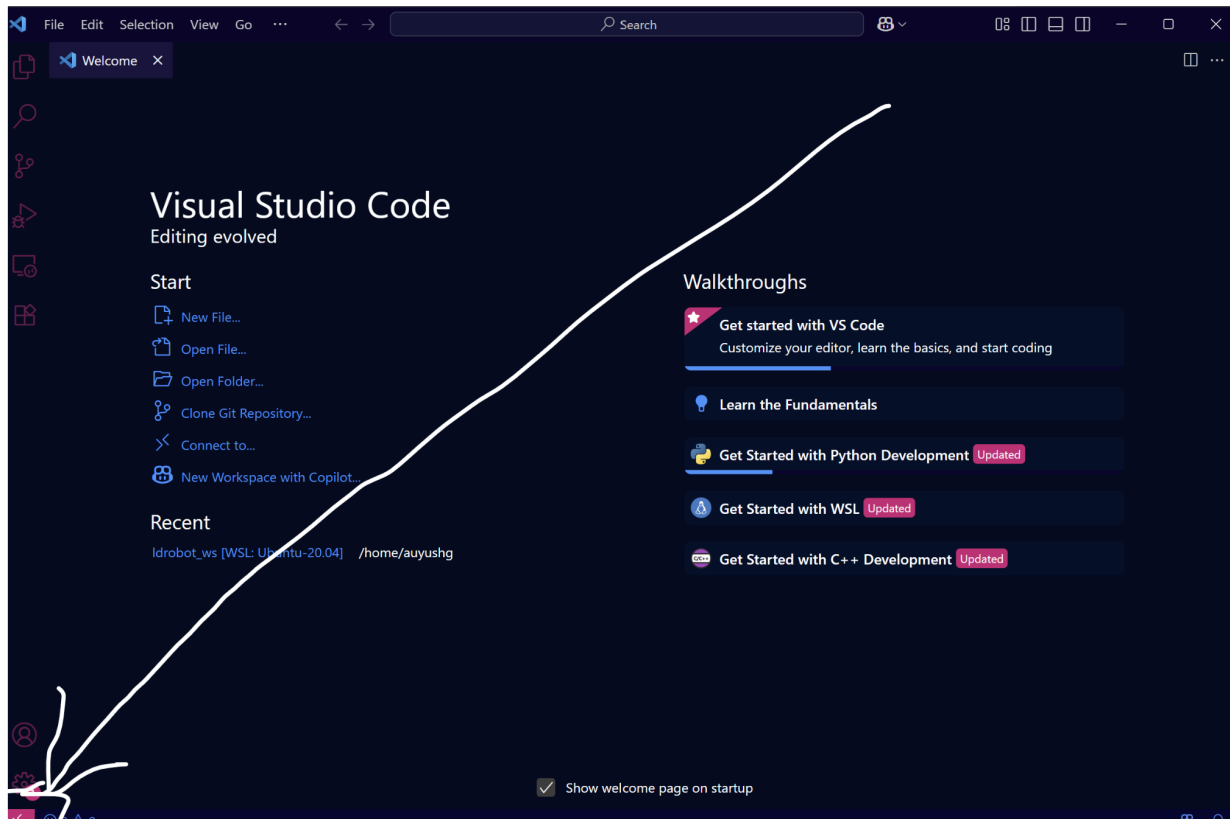 File Edit Selection View Go ··· Search
Welcome
Visual Studio Code
Editing evolved
Start
New File...
Open File...
Open Folder...
Clone Git Repository...
Connect to...
New Workspace with Copilot...
Recent
ldrobot_ws [WSL: Ubuntu-20.04] /home/auyushg
Walkthroughs
Get started with VS Code
Customize your editor, learn the basics, and start coding
Learn the Fundamentals
Get Started with Python Development Updated
Get Started with WSL Updated
C/C++ Get Started with C++ Development Updated
Show welcome page on startup